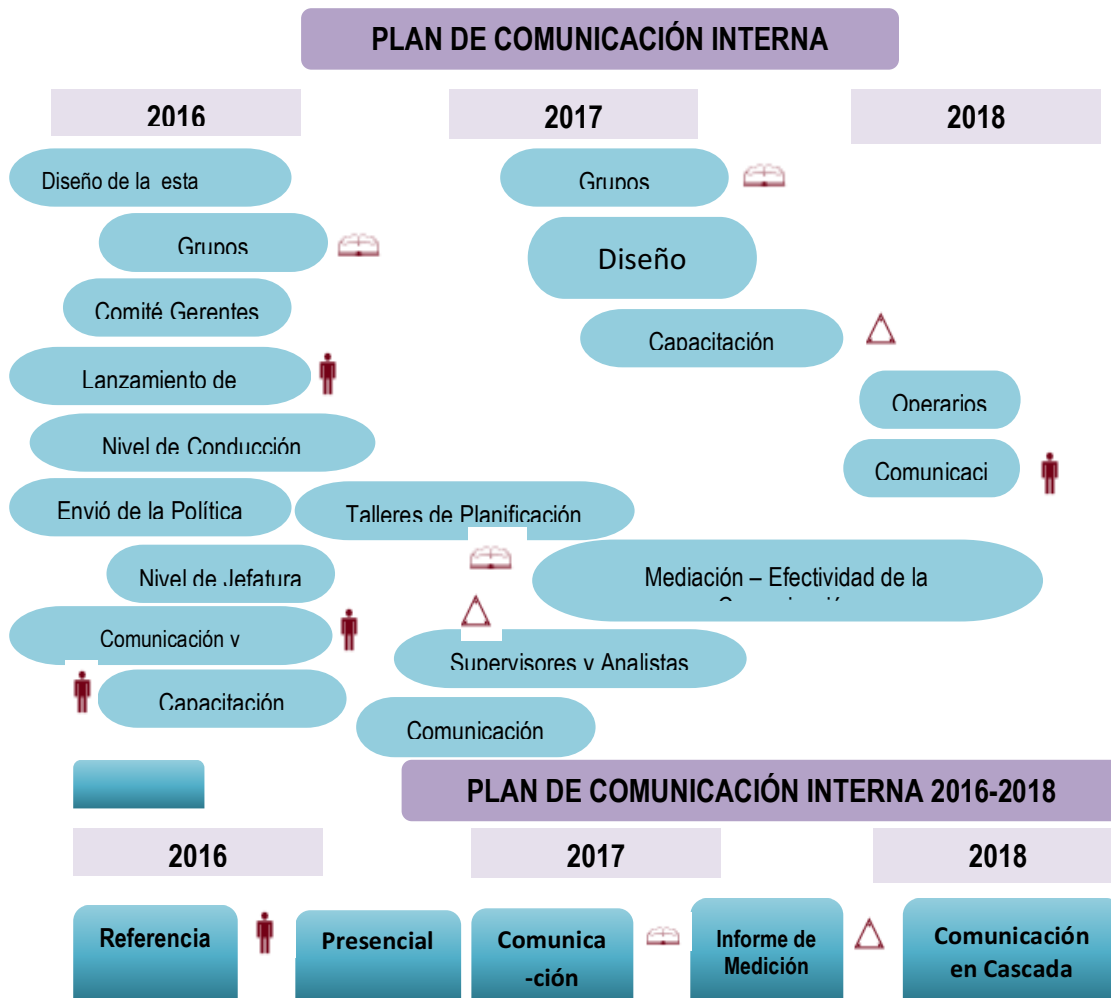 PLAN DE COMUNICACIÓN INTERNA
2016
2017
2018
Diseño de la esta
Grupos
Grupos
Diseño
Comité Gerentes
Capacitación
Lanzamiento de
Operarios
Nivel de Conducción
Comunicaci
Envió de la Política
Talleres de Planificación
Nivel de Jefatura
Mediación – Efectividad de la
Comunicación y
Supervisores y Analistas
Capacitación
Comunicación
PLAN DE COMUNICACIÓN INTERNA 2016-2018
2016
2017
2018
Referencia
Presencial
Comunica
-ción
Informe de
Medición
Comunicación
en Cascada